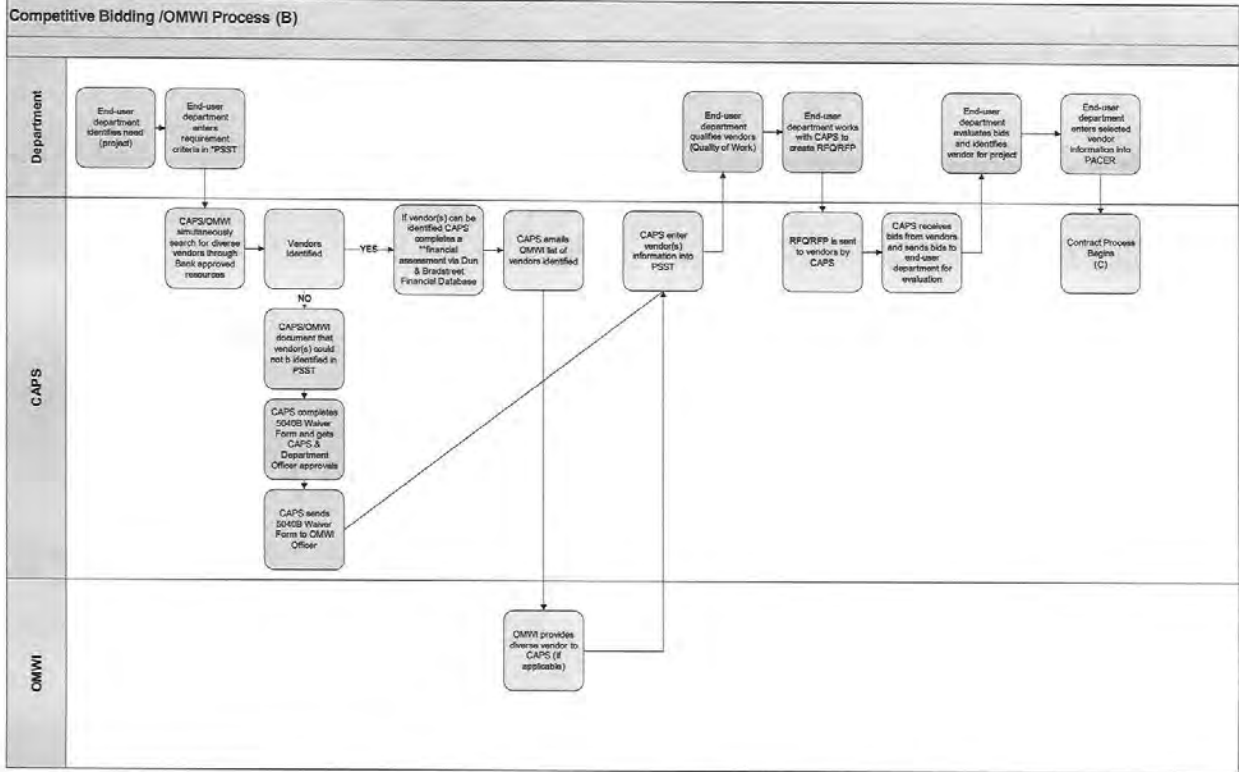 Competitive Bidding /OMWI Process (B)
Department
End-user
department
identifies need
(project)
End-user
department
enters
requirement
criteria in *PSST
End-user
department
qualifies vendors
(Quality of Work)
End-user
department works
with CAPS to
create RFQ/RFP
End-user
department
evaluates bids
and identifies
vendor for project
End-user
department
enters selected
vendor
information into
PACER
CAPS
CAPS/OMWI
simutaneously
search for diverse
vendors through
Bank approved
resources
Vendors
Identified
YES
If vendor(s) can be
identified CAPS
completes a
**financial
assessment via Dun
& Bradstreet
Financial Database
CAPS emails
OMWI list of
vendors identified
CAPS enter
vendor(s)
information into
PSST
RFQ/RFP is sent
to vendors by
CAPS
CAPS receives
bids from vendors
and sends bids to
end-user
department for
evaluation
Contract Process
Begins
(C)
NO
CAPS/OMWI
document that
vendor(s) could
not b identified in
PSST
CAPS completes
5040B Waiver
Form and gets
CAPS &
Department
Officer approvals
CAPS sends
5040B Waiver
Form to OMWI
Officer
OMWI
OMWI provides
diverse vendor to
CAPS (if
applicable)